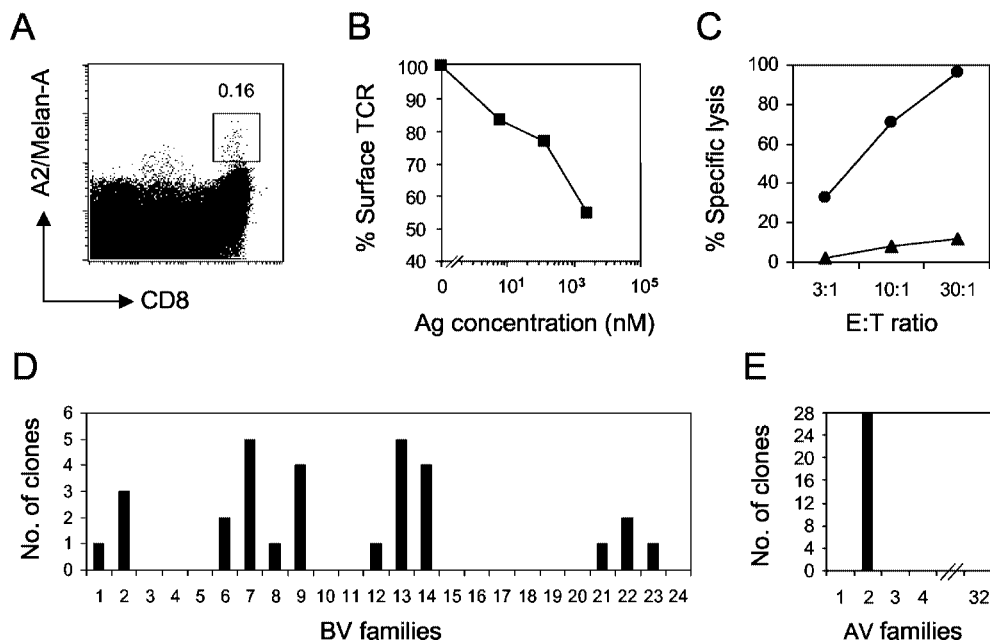 A
0.16
A2/Melan-A
CD8
B
% Surface TCR
100
90
80
70
60
50
40
0 10¹ 10³ 10⁵
Ag concentration (nM)
C
% Specific lysis
100
80
60
40
20
0
3:1 10:1 30:1
E:T ratio
D
No. of clones
6
5
4
3
2
1
0
1 2 3 4 5 6 7 8 9 10 11 12 13 14 15 16 17 18 19 20 21 22 23 24
BV families
E
No. of clones
28
24
20
16
12
8
4
0
1 2 3 4 32
AV families